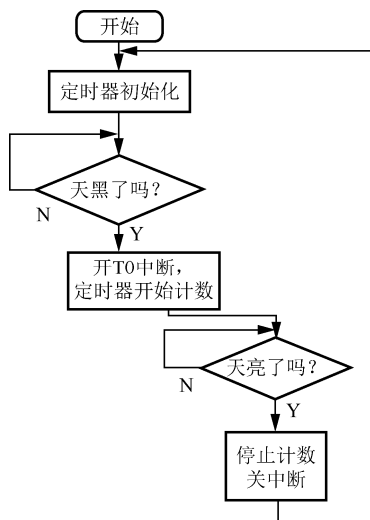 开始
定时器初始化
天黑了吗?
N
Y
开T0中断,
定时器开始计数
天亮了吗?
N
Y
停止计数
关中断